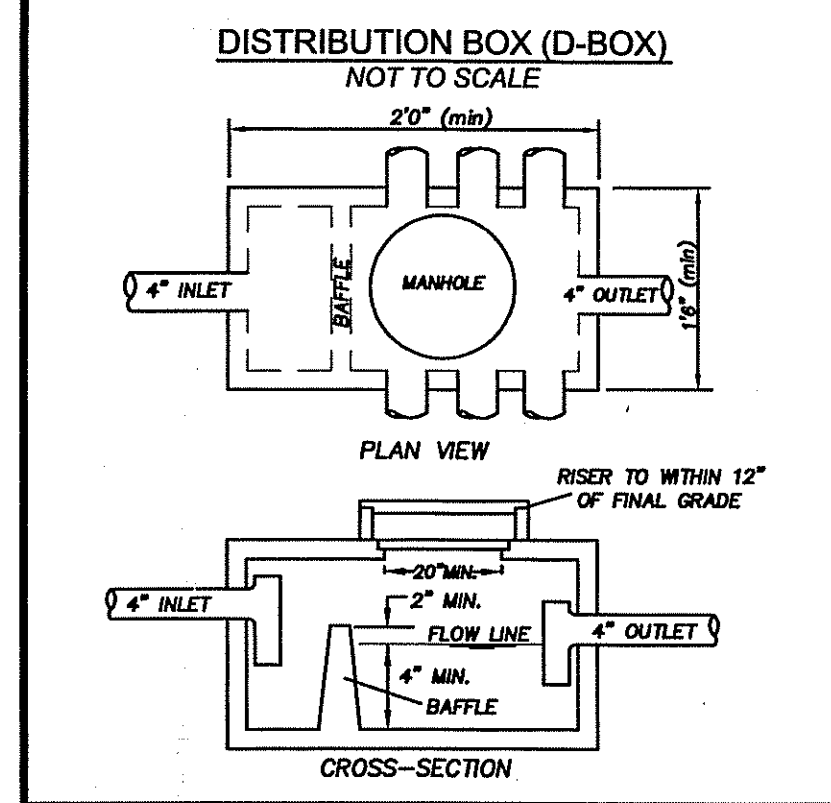 DISTRIBUTION BOX (D-BOX)
NOT TO SCALE
2'0" (min)
4" INLET
BAFFLE
MANHOLE
4" OUTLET
1'6" (min)
PLAN VIEW
RISER TO WITHIN 12"
OF FINAL GRADE
20"MIN.
4" INLET
2" MIN.
FLOW LINE
4" OUTLET
4" MIN.
BAFFLE
CROSS-SECTION